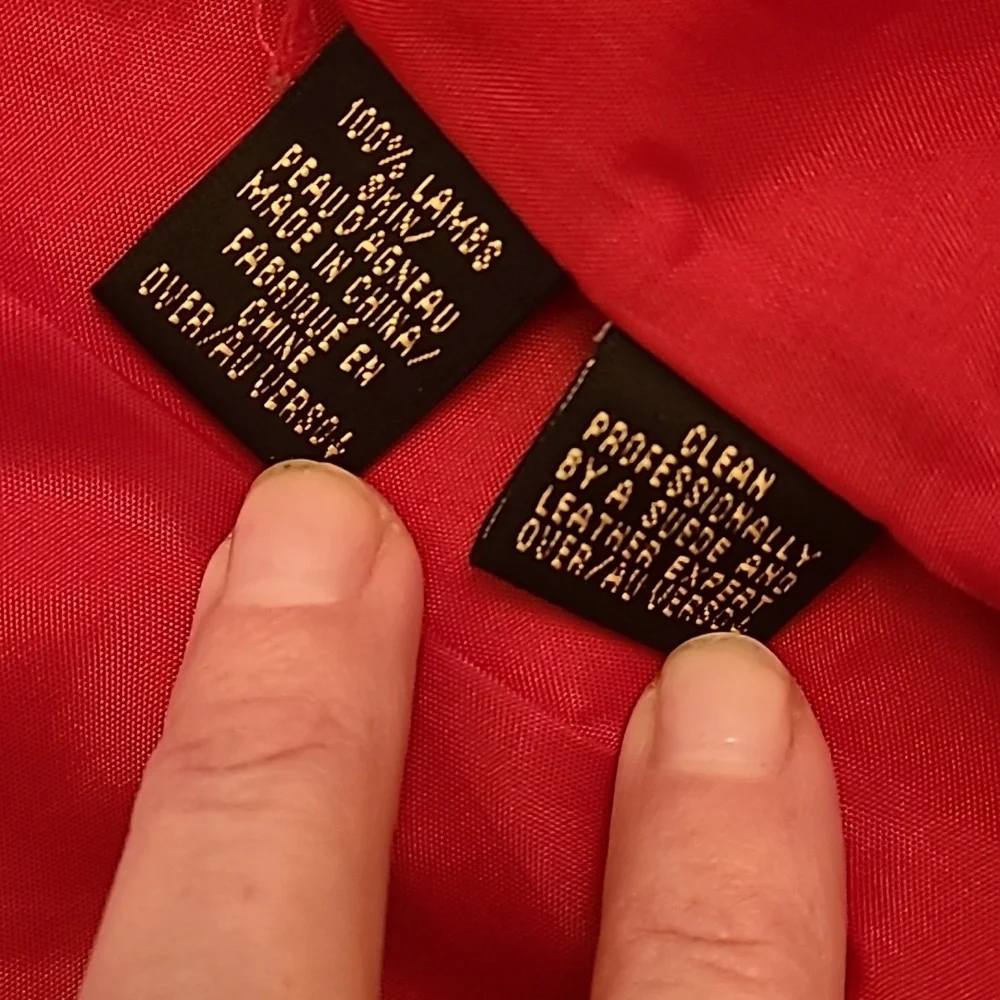 100% LAMBS
SKIN/
PEAU D'AGNEAU
MADE IN CHINA/
FABRIQUÉ EN
CHINE
OVER/AU VERSO↓
CLEAN
PROFESSIONALLY
BY A SUEDE AND
LEATHER EXPERT
OVER/AU VERSO↓